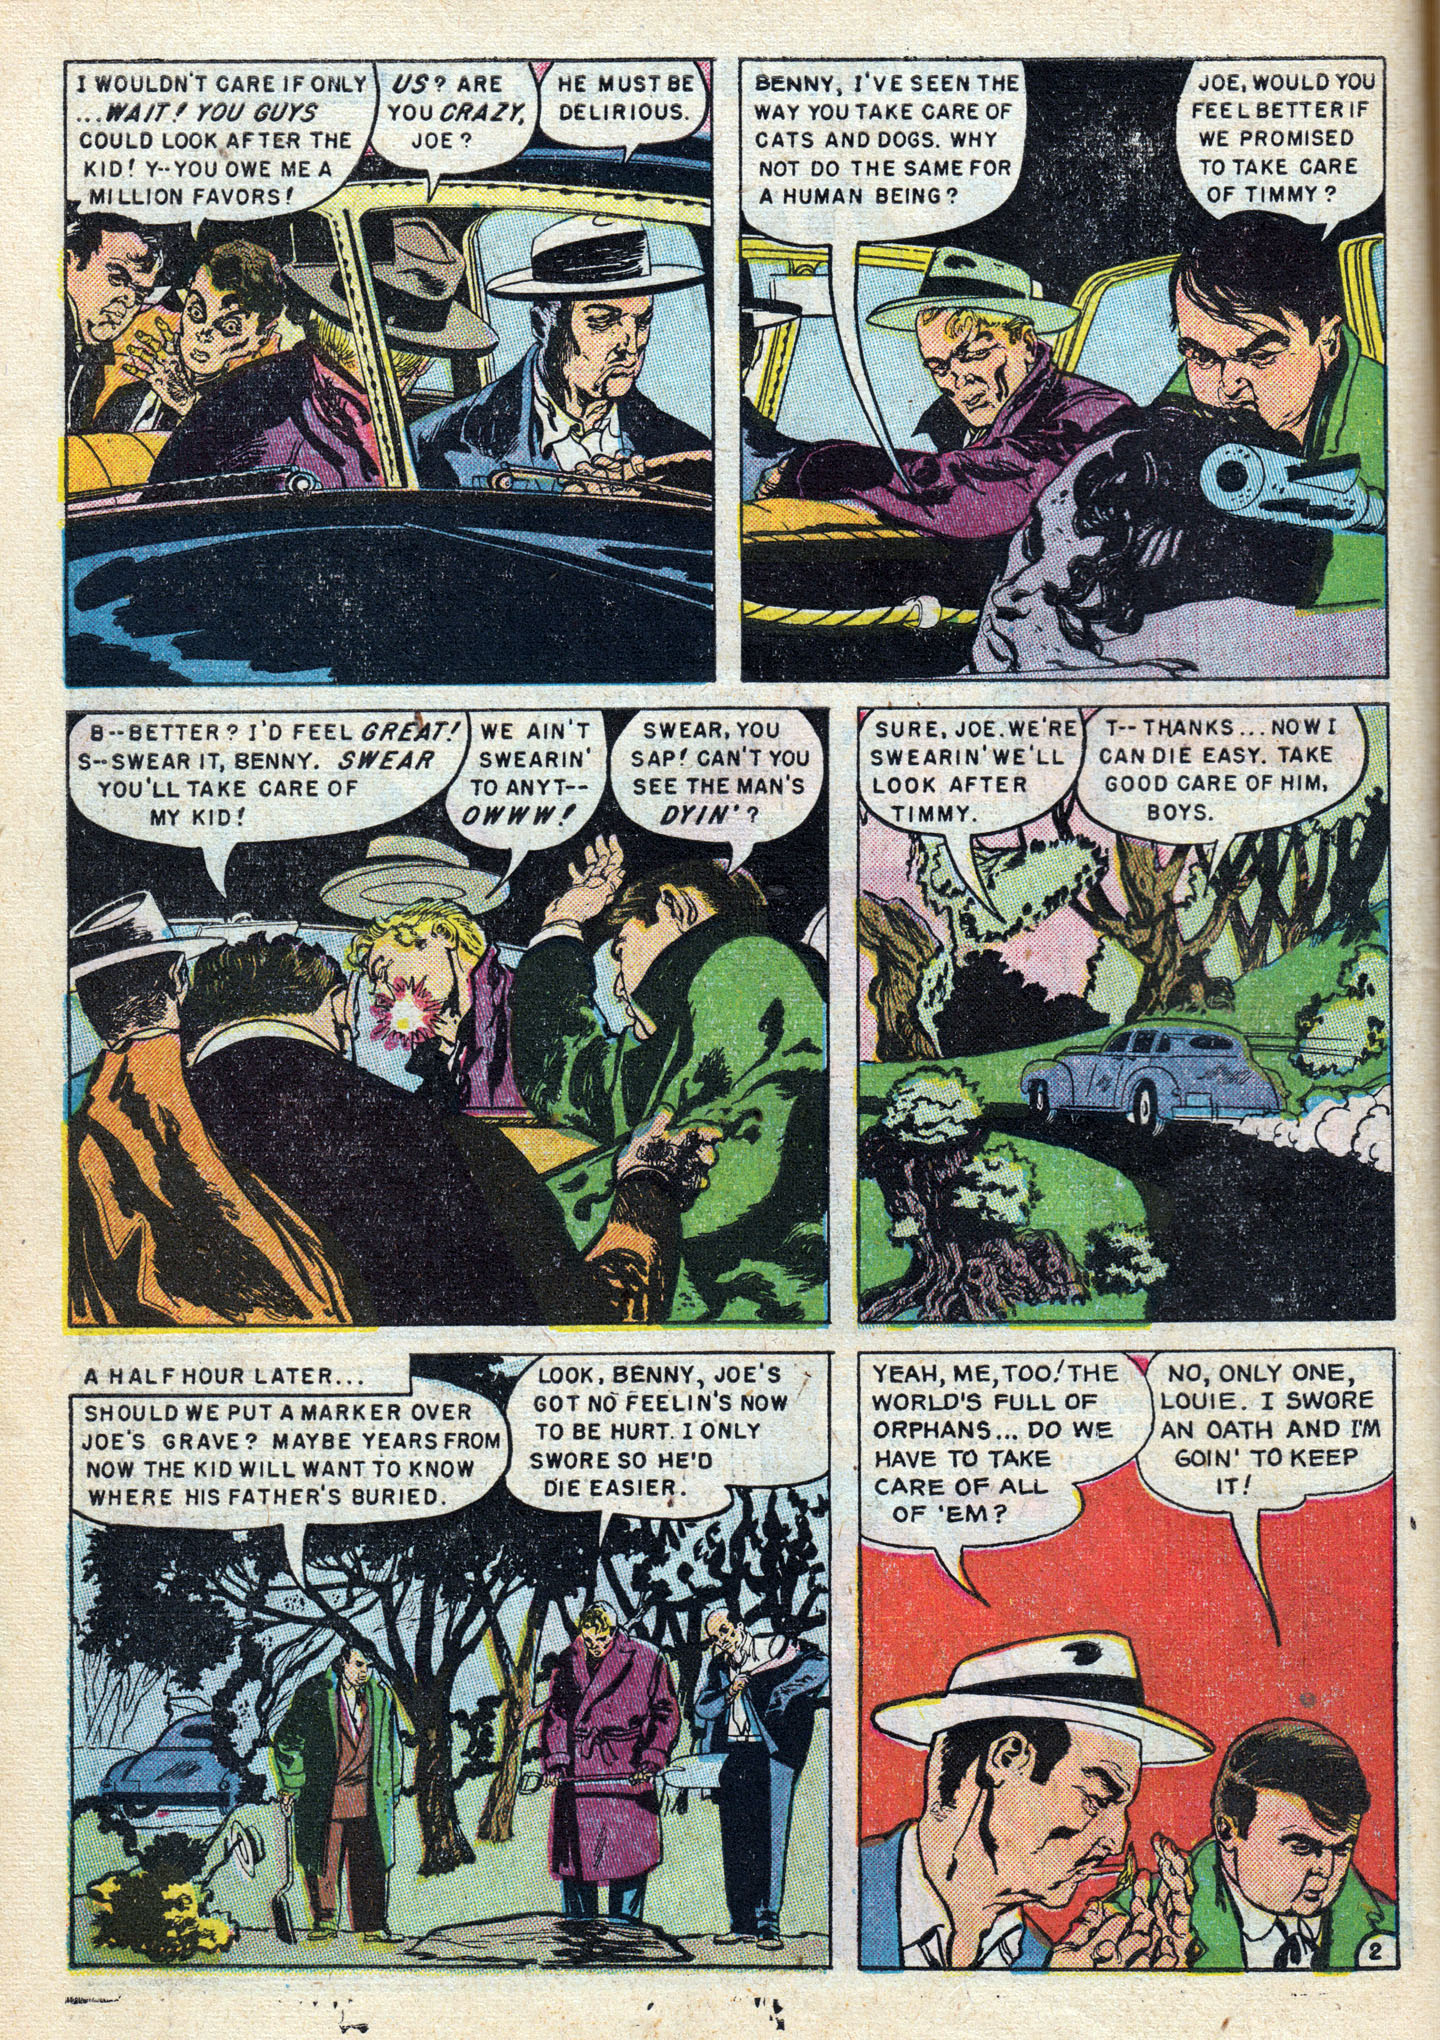 I WOULDN'T CARE IF ONLY
...WAIT! YOU GUYS
COULD LOOK AFTER THE
KID! Y--YOU OWE ME A
MILLION FAVORS!
US? ARE
YOU CRAZY,
JOE?
HE MUST BE
DELIRIOUS.
BENNY, I'VE SEEN THE
WAY YOU TAKE CARE OF
CATS AND DOGS. WHY
NOT DO THE SAME FOR
A HUMAN BEING?
JOE, WOULD YOU
FEEL BETTER IF
WE PROMISED
TO TAKE CARE
OF TIMMY?
B--BETTER? I'D FEEL GREAT!
S--SWEAR IT, BENNY. SWEAR
YOU'LL TAKE CARE OF
MY KID!
WE AIN'T
SWEARIN'
TO ANYT--
OWWW!
SWEAR, YOU
SAP! CAN'T YOU
SEE THE MAN'S
DYIN'?
SURE, JOE. WE'RE
SWEARIN' WE'LL
LOOK AFTER
TIMMY.
T--THANKS... NOW I
CAN DIE EASY. TAKE
GOOD CARE OF HIM,
BOYS.
A HALF HOUR LATER...
SHOULD WE PUT A MARKER OVER
JOE'S GRAVE? MAYBE YEARS FROM
NOW THE KID WILL WANT TO KNOW
WHERE HIS FATHER'S BURIED.
LOOK, BENNY, JOE'S
GOT NO FEELIN'S NOW
TO BE HURT. I ONLY
SWORE SO HE'D
DIE EASIER.
YEAH, ME, TOO! THE
WORLD'S FULL OF
ORPHANS... DO WE
HAVE TO TAKE
CARE OF ALL
OF 'EM?
NO, ONLY ONE,
LOUIE. I SWORE
AN OATH AND I'M
GOIN' TO KEEP
IT!
2